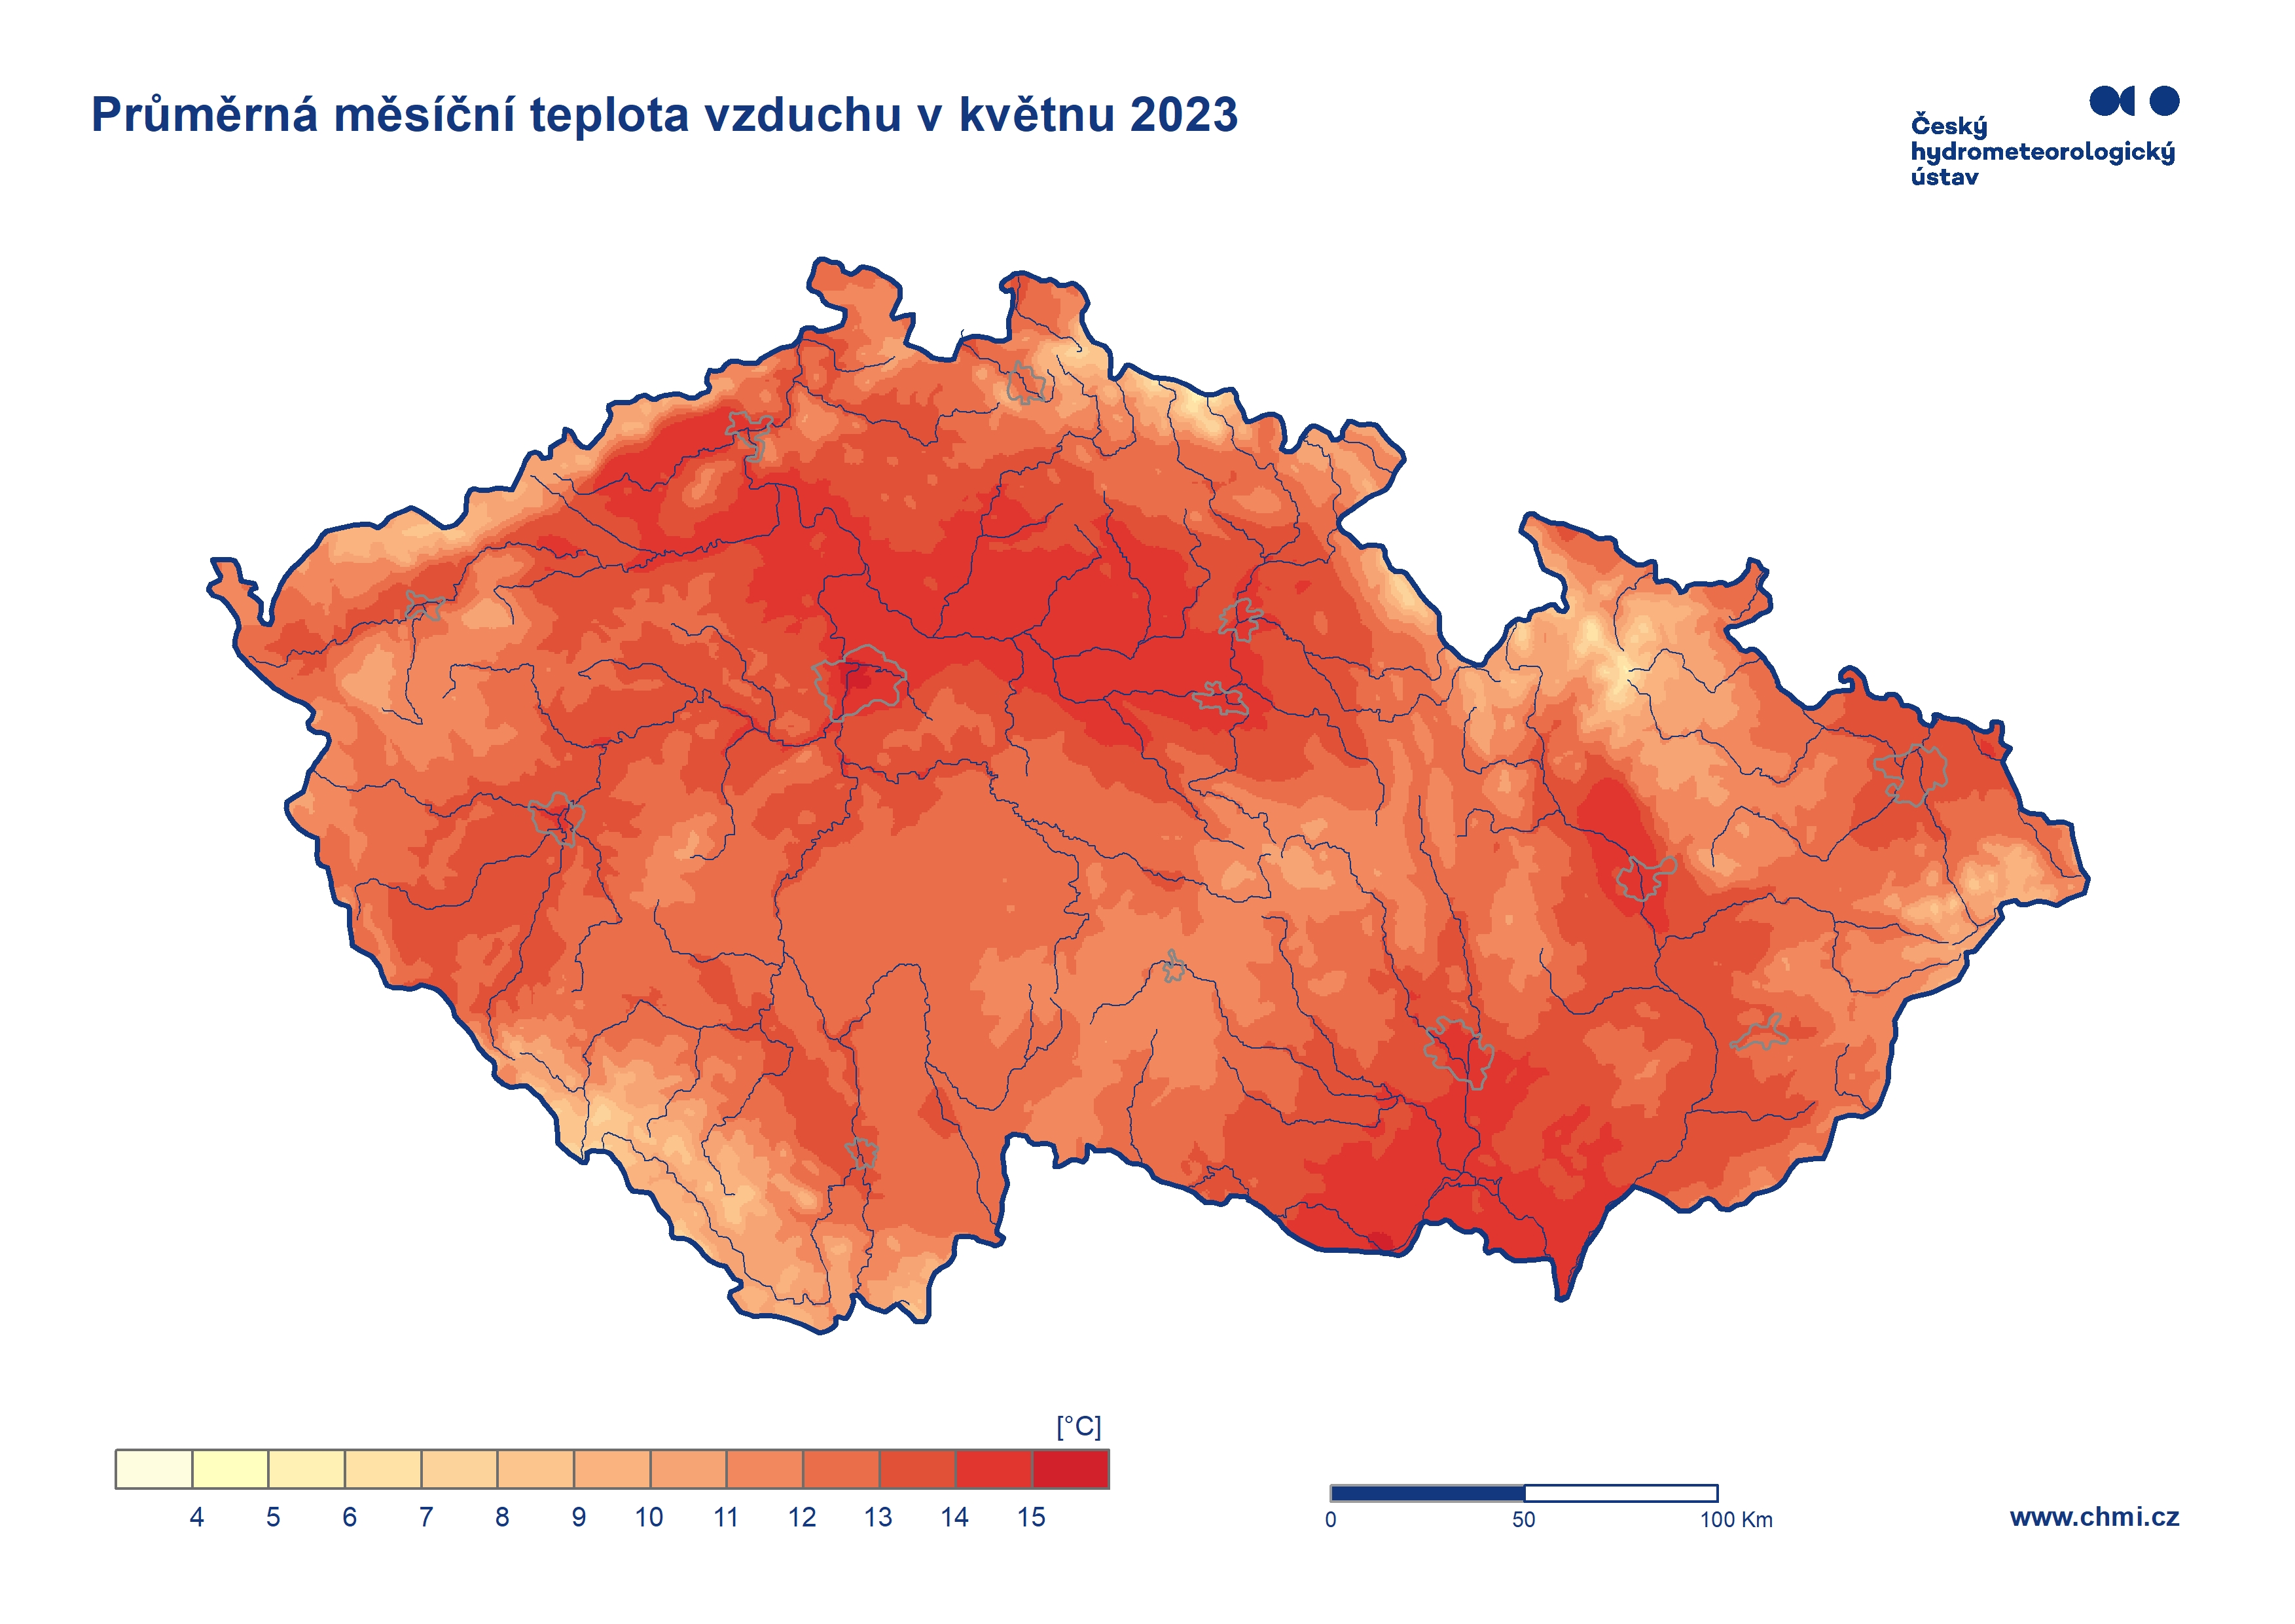 Průměrná měsíční teplota vzduchu v květnu 2023
Český
hydrometeorologický
ústav
[°C]
4 5 6 7 8 9 10 11 12 13 14 15
0 50 100 Km
www.chmi.cz